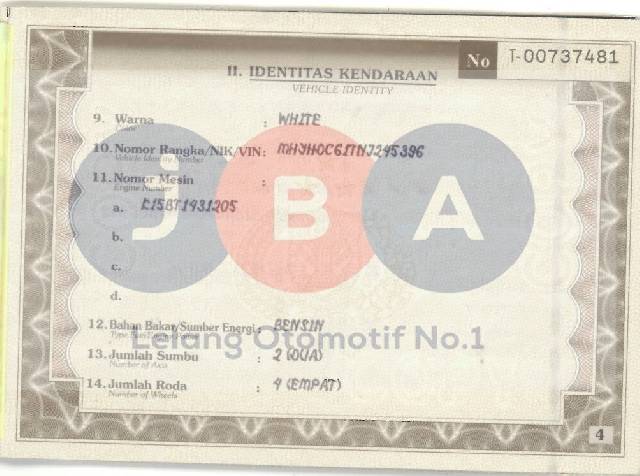 No T-00737481
II. IDENTITAS KENDARAAN
VEHICLE IDENTITY
9. Warna : WHITE
10. Nomor Rangka/NIK/VIN:
Vehicle Identity Number
11. Nomor Mesin :
Engine Number
a. L15BT1931205
b.
c.
d.
12. Bahan Bakar/Sumber Energi : BENSIN
13. Jumlah Sumbu : 2 (DUA)
Number of Axis
14. Jumlah Roda : 4 (EMPAT)
Number of Wheels
4
J B A
Lelang Otomotif No.1